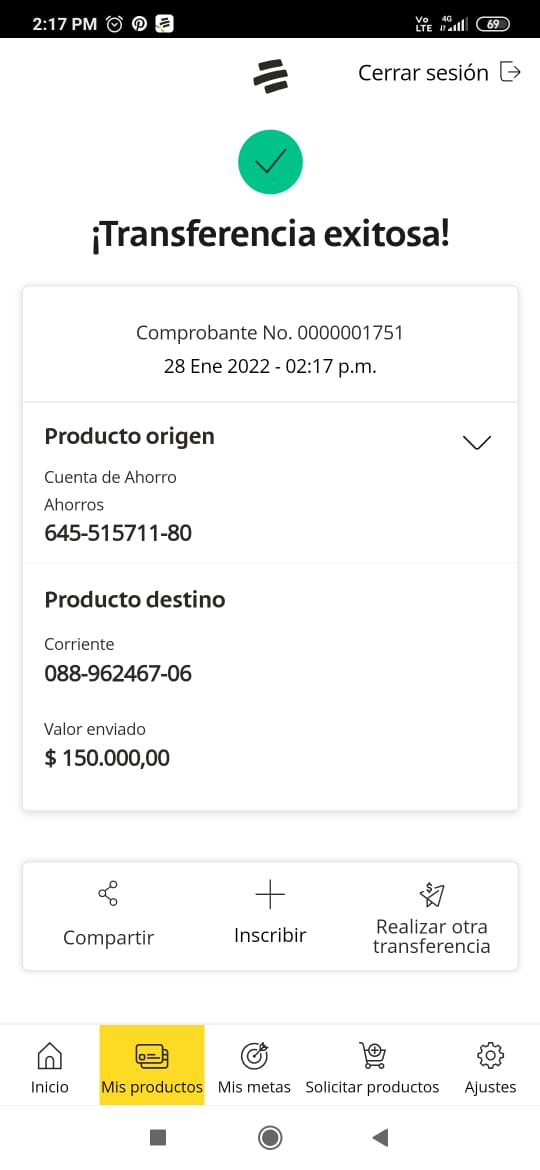 2:17 PM
Vo LTE 4G 69
Cerrar sesión
¡Transferencia exitosa!
Comprobante No. 0000001751
28 Ene 2022 - 02:17 p.m.
Producto origen
Cuenta de Ahorro
Ahorros
645-515711-80
Producto destino
Corriente
088-962467-06
Valor enviado
$ 150.000,00
Compartir
Inscribir
Realizar otra
transferencia
Inicio
Mis productos
Mis metas
Solicitar productos
Ajustes